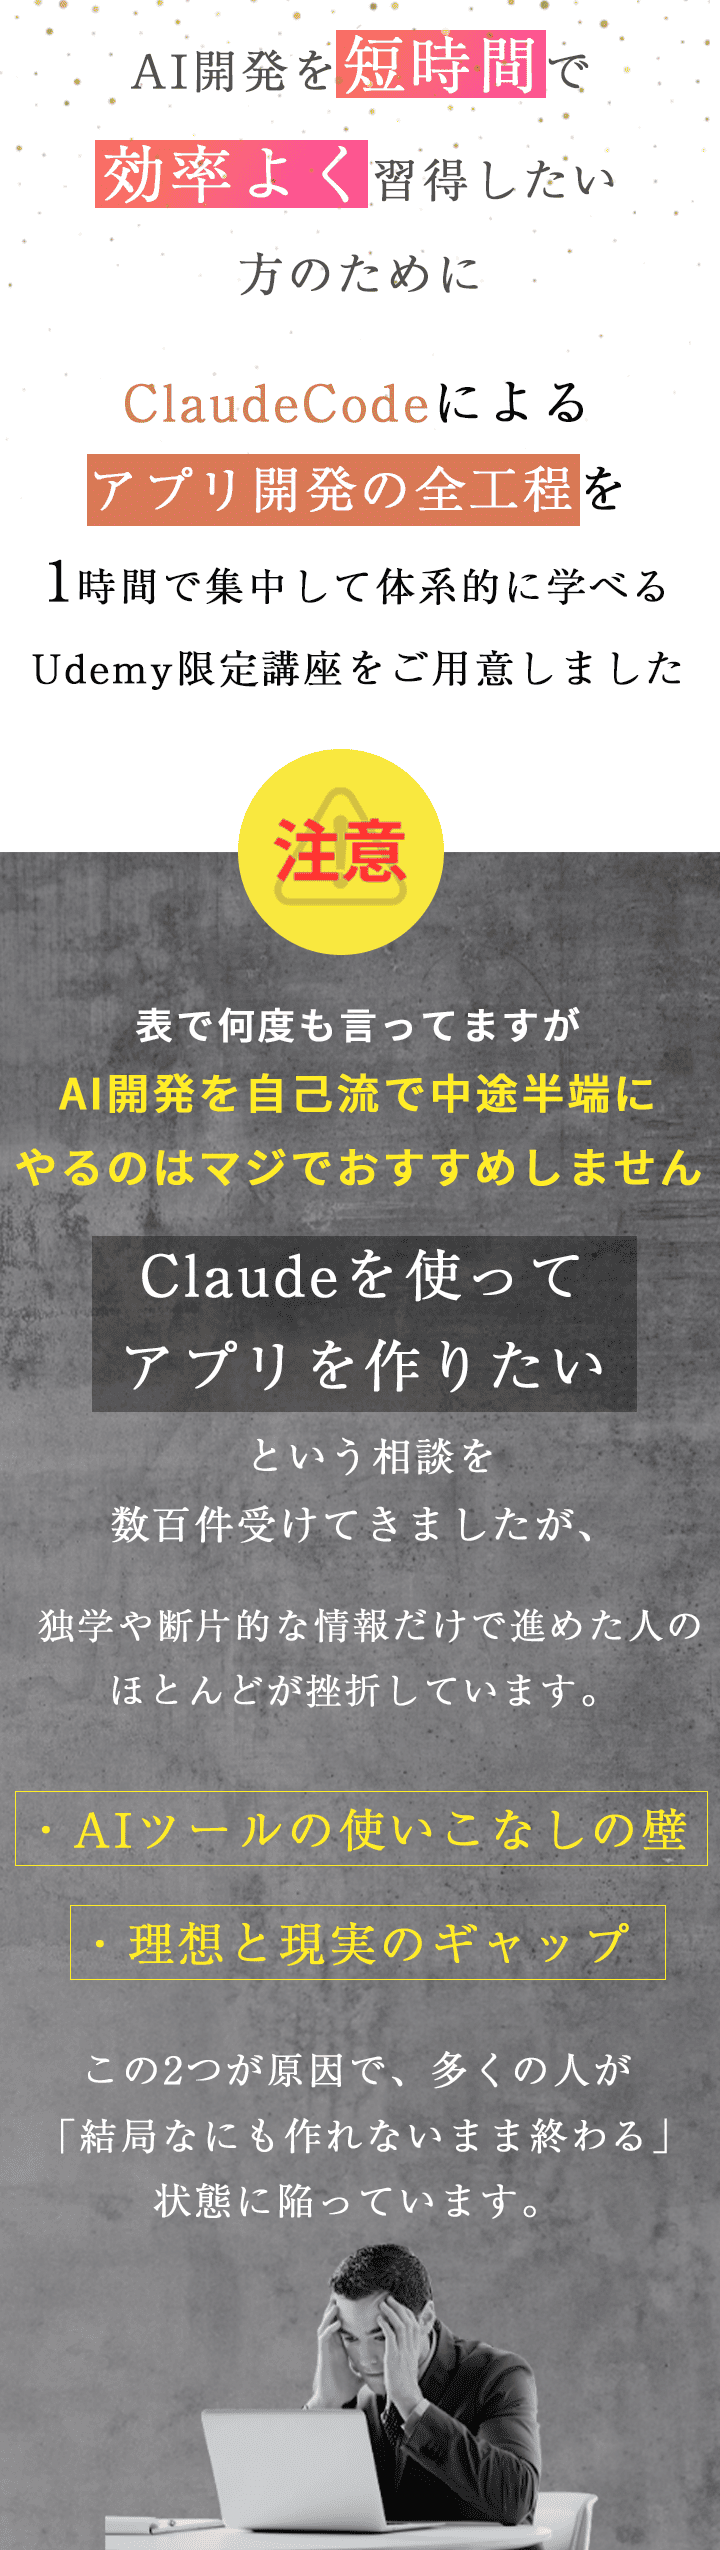 AI開発を短時間で
効率よく習得したい
方のために
ClaudeCodeによる
アプリ開発の全工程を
1時間で集中して体系的に学べる
Udemy限定講座をご用意しました
注意
表で何度も言ってますが
AI開発を自己流で中途半端に
やるのはマジでおすすめしません
Claudeを使って
アプリを作りたい
という相談を
数百件受けてきましたが、
独学や断片的な情報だけで進めた人の
ほとんどが挫折しています。
・AIツールの使いこなしの壁
・理想と現実のギャップ
この2つが原因で、多くの人が
「結局なにも作れないまま終わる」
状態に陥っています。